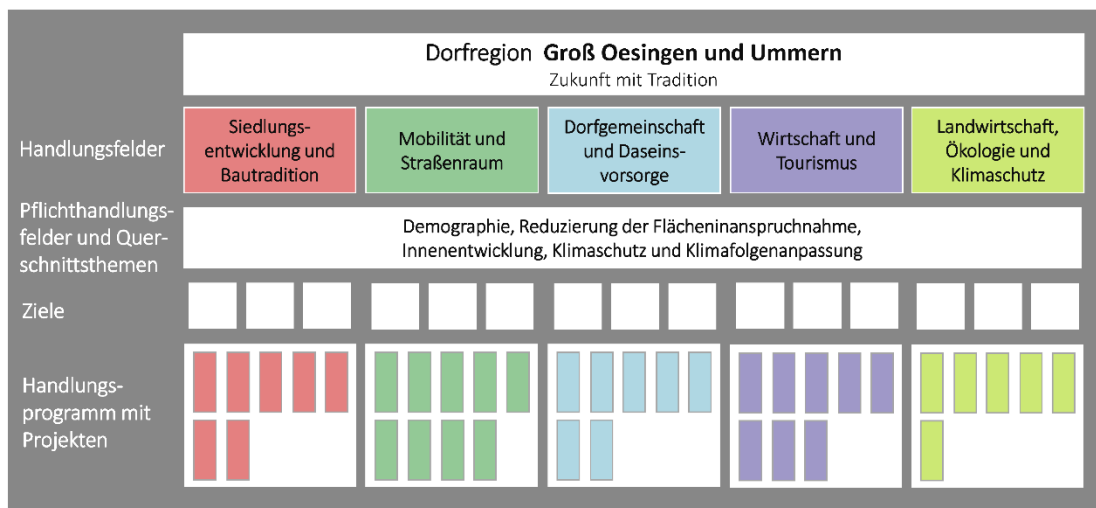 Dorfregion Groß Oesingen und Ummern
Zukunft mit Tradition
Handlungsfelder
Siedlungs-
entwicklung und
Bautradition
Mobilität und
Straßenraum
Dorfgemeinschaft
und Daseins-
vorsorge
Wirtschaft und
Tourismus
Landwirtschaft,
Ökologie und
Klimaschutz
Pflichthandlungs-
felder und Quer-
schnittsthemen
Demographie, Reduzierung der Flächeninanspruchnahme,
Innenentwicklung, Klimaschutz und Klimafolgenanpassung
Ziele
Handlungs-
programm mit
Projekten